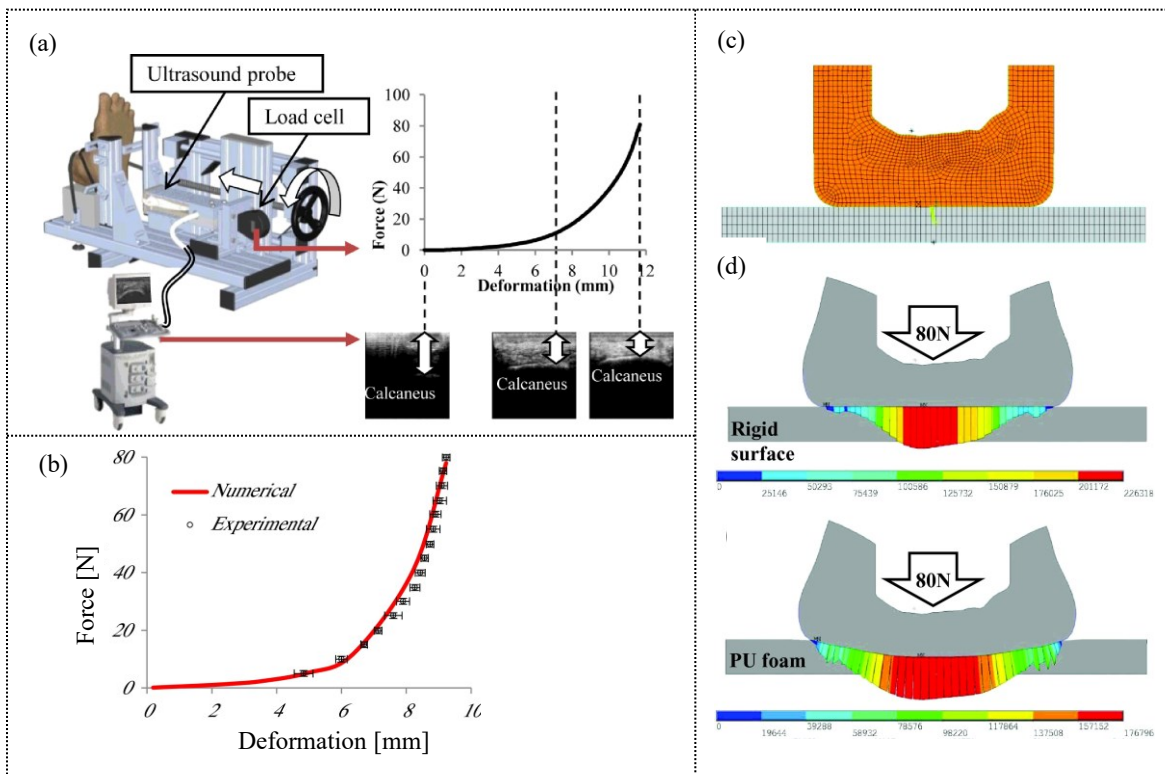 (a)
Ultrasound probe
Load cell
Force (N)
100
80
60
40
20
0
0 2 4 6 8 10 12
Deformation (mm)
Calcaneus
Calcaneus
Calcaneus
(b)
Force [N]
80
60
40
20
0
Numerical
Experimental
0 2 4 6 8 10
Deformation [mm]
(c)
(d)
80N
Rigid
surface
0 50293 100586 150879 201172
25146 75439 125732 176025 226318
80N
PU foam
0 39288 78576 117864 157152
19644 58932 98220 137508 176796